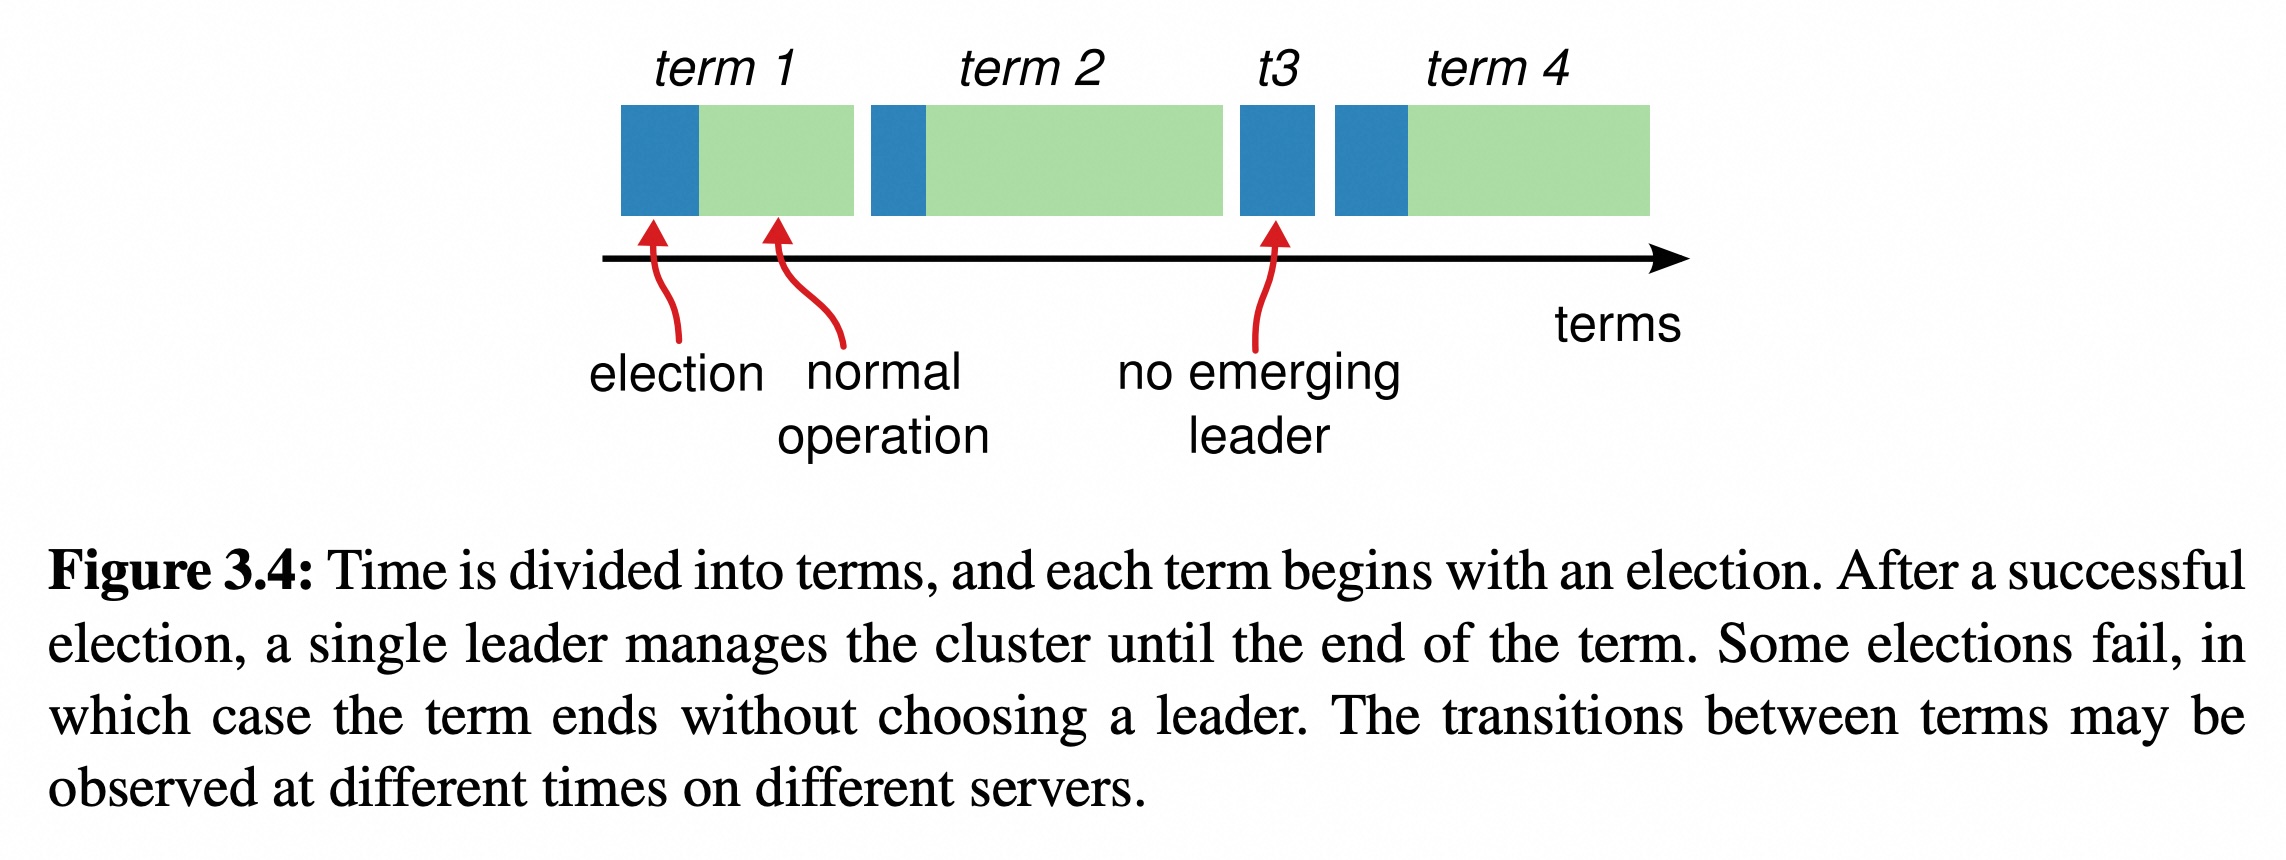 term 1 term 2 t3 term 4
terms
election normal no emerging
operation leader
Figure 3.4: Time is divided into terms, and each term begins with an election. After a successful
election, a single leader manages the cluster until the end of the term. Some elections fail, in
which case the term ends without choosing a leader. The transitions between terms may be
observed at different times on different servers.